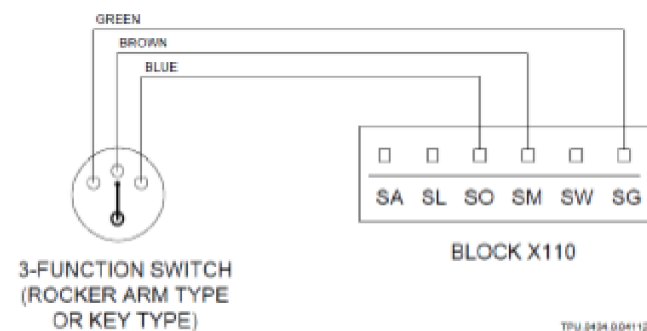 GREEN
BROWN
BLUE
SA SL SO SM SW SG
BLOCK X110
3-FUNCTION SWITCH
(ROCKER ARM TYPE
OR KEY TYPE)